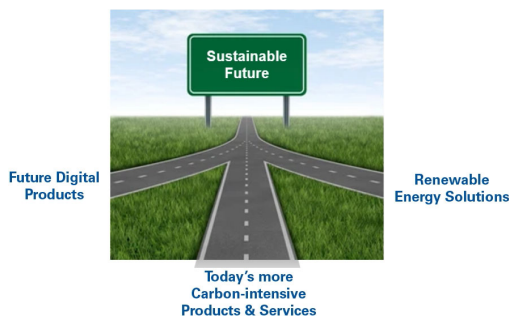 Sustainable
Future
Future Digital
Products
Renewable
Energy Solutions
Today's more
Carbon-intensive
Products & Services